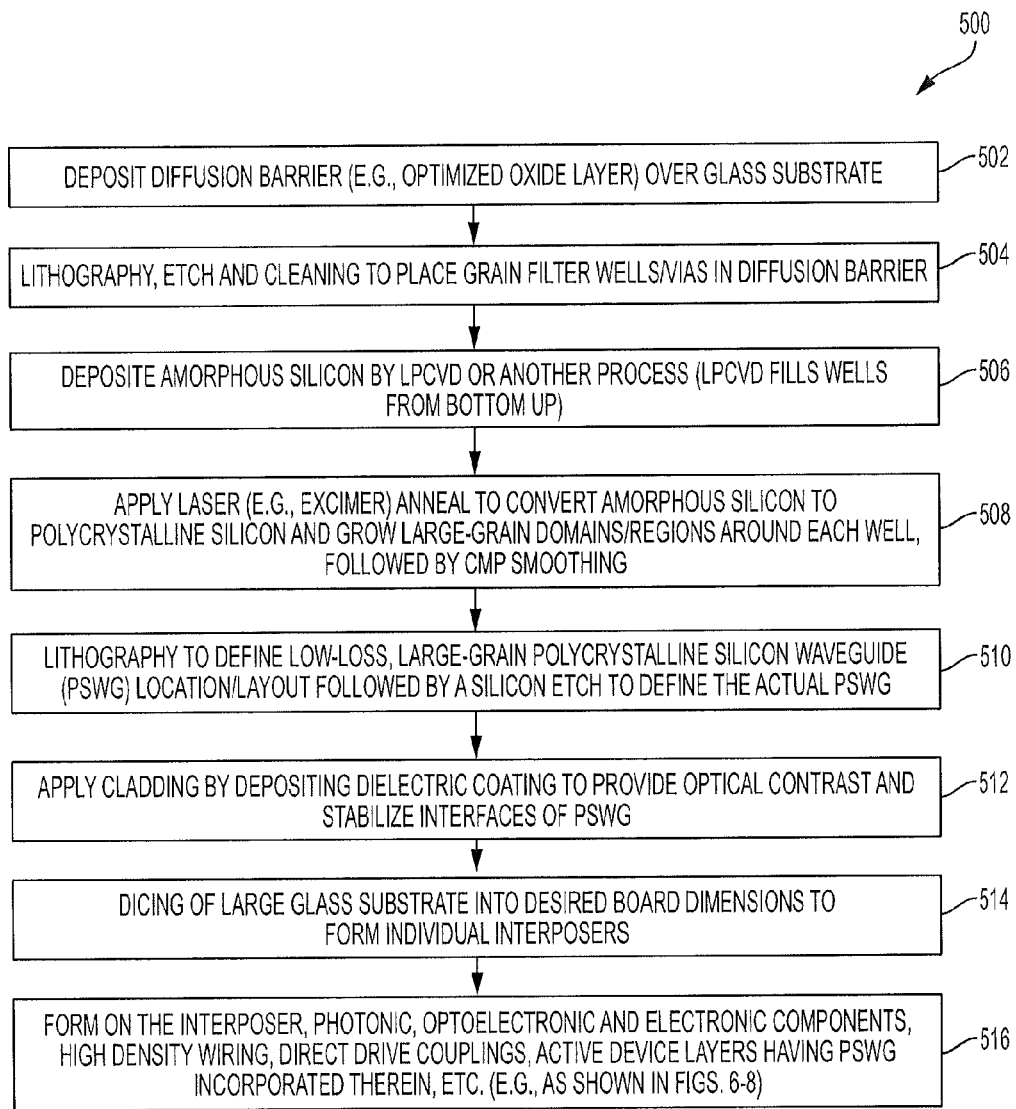 500
DEPOSIT DIFFUSION BARRIER (E.G., OPTIMIZED OXIDE LAYER) OVER GLASS SUBSTRATE
502
LITHOGRAPHY, ETCH AND CLEANING TO PLACE GRAIN FILTER WELLS/VIAS IN DIFFUSION BARRIER
504
DEPOSITE AMORPHOUS SILICON BY LPCVD OR ANOTHER PROCESS (LPCVD FILLS WELLS
FROM BOTTOM UP)
506
APPLY LASER (E.G., EXCIMER) ANNEAL TO CONVERT AMORPHOUS SILICON TO
POLYCRYSTALLINE SILICON AND GROW LARGE-GRAIN DOMAINS/REGIONS AROUND EACH WELL,
FOLLOWED BY CMP SMOOTHING
508
LITHOGRAPHY TO DEFINE LOW-LOSS, LARGE-GRAIN POLYCRYSTALLINE SILICON WAVEGUIDE
(PSWG) LOCATION/LAYOUT FOLLOWED BY A SILICON ETCH TO DEFINE THE ACTUAL PSWG
510
APPLY CLADDING BY DEPOSITING DIELECTRIC COATING TO PROVIDE OPTICAL CONTRAST AND
STABILIZE INTERFACES OF PSWG
512
DICING OF LARGE GLASS SUBSTRATE INTO DESIRED BOARD DIMENSIONS TO
FORM INDIVIDUAL INTERPOSERS
514
FORM ON THE INTERPOSER, PHOTONIC, OPTOELECTRONIC AND ELECTRONIC COMPONENTS,
HIGH DENSITY WIRING, DIRECT DRIVE COUPLINGS, ACTIVE DEVICE LAYERS HAVING PSWG
INCORPORATED THEREIN, ETC. (E.G., AS SHOWN IN FIGS. 6-8)
516